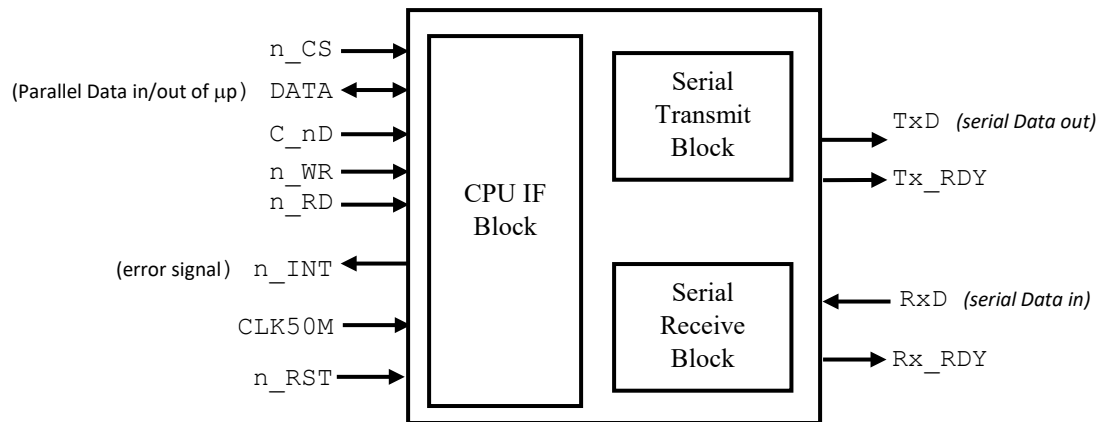 n_CS
(Parallel Data in/out of μp) DATA
C_nD
n_WR
n_RD
(error signal) n_INT
CLK50M
n_RST
CPU IF
Block
Serial
Transmit
Block
Serial
Receive
Block
TxD (serial Data out)
Tx_RDY
RxD (serial Data in)
Rx_RDY